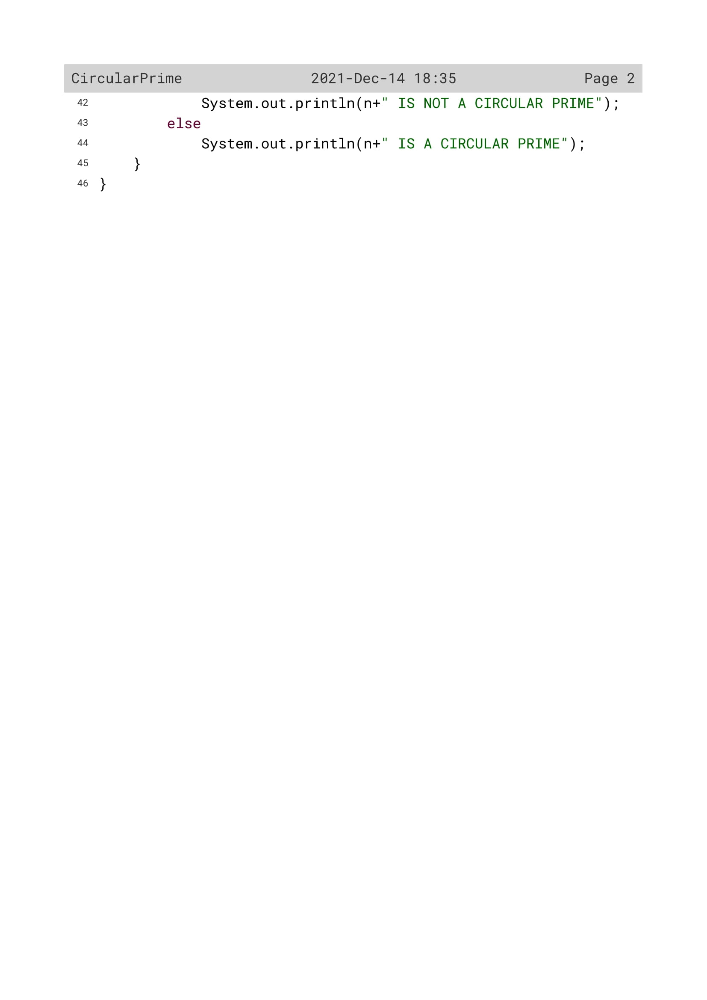 CircularPrime 2021-Dec-14 18:35 Page 2
42 System.out.println(n+" IS NOT A CIRCULAR PRIME");
43 else
44 System.out.println(n+" IS A CIRCULAR PRIME");
45 }
46 }